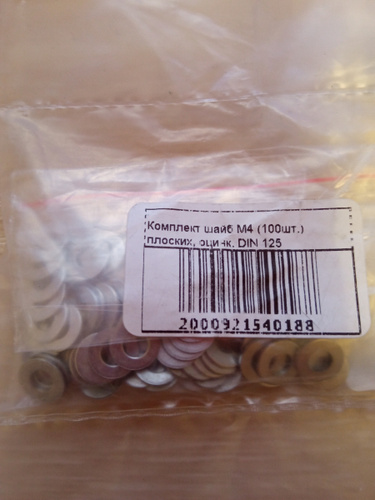 Комплект шайб М4 (100шт.)
плоских, оцинк, DIN 125
2000921540188